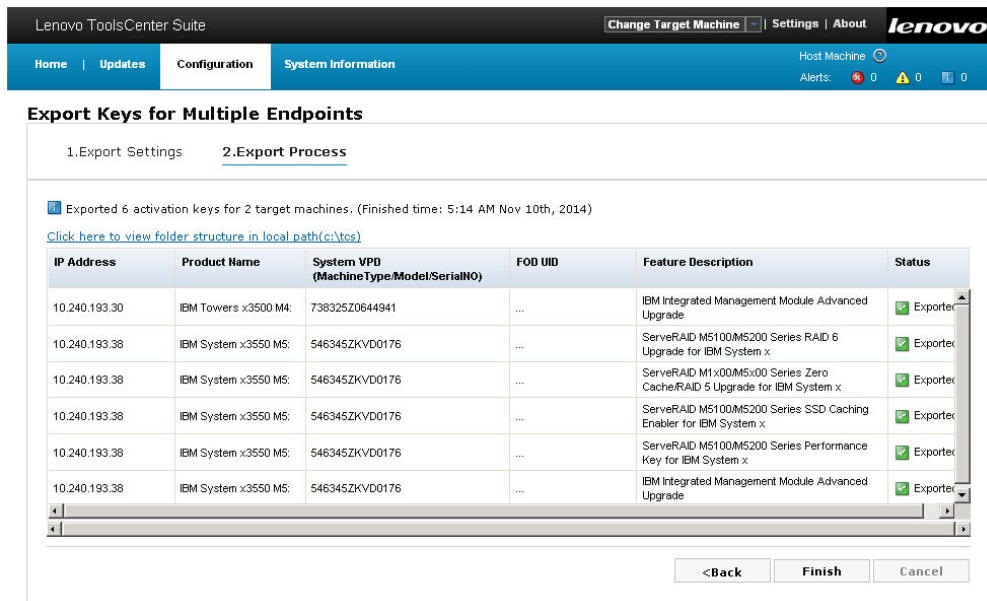 Lenovo ToolsCenter Suite
Change Target Machine | Settings | About
lenovo
Home | Updates Configuration System Information
Host Machine ?
Alerts: 0 0 0
Export Keys for Multiple Endpoints
1.Export Settings 2.Export Process
Exported 6 activation keys for 2 target machines. (Finished time: 5:14 AM Nov 10th, 2014)
Click here to view folder structure in local path(c:\tcs)
IP Address Product Name System VPD FOD UID Feature Description Status
(MachineType/Model/SerialNO)
10.240.193.30 IBM Towers x3500 M4: 738325Z0644941 ... IBM Integrated Management Module Advanced Exported
Upgrade
10.240.193.38 IBM System x3550 M5: 546345ZKVD0176 ... ServeRAID M5100/M5200 Series RAID 6 Exported
Upgrade for IBM System x
10.240.193.38 IBM System x3550 M5: 546345ZKVD0176 ... ServeRAID M1x00/M5x00 Series Zero Exported
Cache/RAID 5 Upgrade for IBM System x
10.240.193.38 IBM System x3550 M5: 546345ZKVD0176 ... ServeRAID M5100/M5200 Series SSD Caching Exported
Enabler for IBM System x
10.240.193.38 IBM System x3550 M5: 546345ZKVD0176 ... ServeRAID M5100/M5200 Series Performance Exported
Key for IBM System x
10.240.193.38 IBM System x3550 M5: 546345ZKVD0176 ... IBM Integrated Management Module Advanced Exported
Upgrade
<Back Finish Cancel